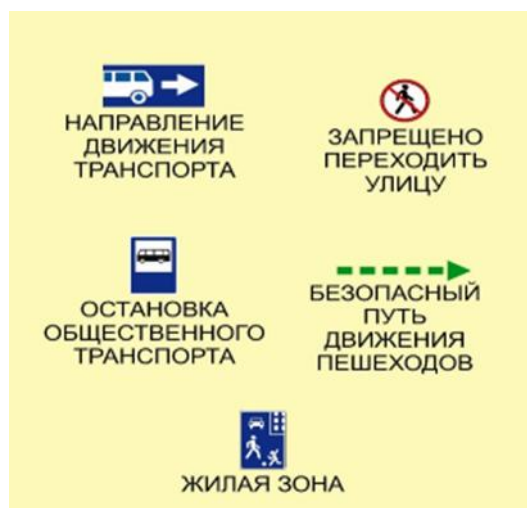 НАПРАВЛЕНИЕ
ДВИЖЕНИЯ
ТРАНСПОРТА
ЗАПРЕЩЕНО
ПЕРЕХОДИТЬ
УЛИЦУ
ОСТАНОВКА
ОБЩЕСТВЕННОГО
ТРАНСПОРТА
БЕЗОПАСНЫЙ
ПУТЬ
ДВИЖЕНИЯ
ПЕШЕХОДОВ
ЖИЛАЯ ЗОНА